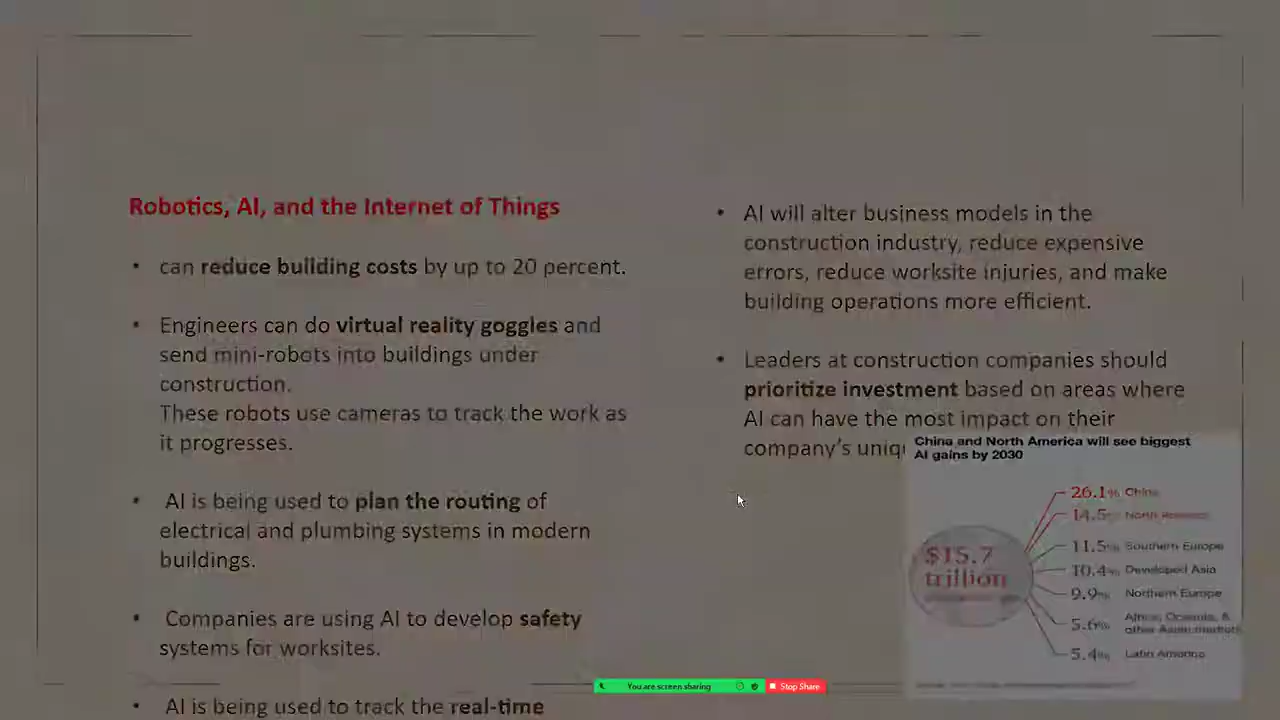 Robotics, AI, and the Internet of Things
• can reduce building costs by up to 20 percent.
• Engineers can do virtual reality goggles and
send mini-robots into buildings under
construction.
These robots use cameras to track the work as
it progresses.
• AI is being used to plan the routing of
electrical and plumbing systems in modern
buildings.
• Companies are using AI to develop safety
systems for worksites.
• AI is being used to track the real-time
• AI will alter business models in the
construction industry, reduce expensive
errors, reduce worksite injuries, and make
building operations more efficient.
• Leaders at construction companies should
prioritize investment based on areas where
AI can have the most impact on their
company's
China and North America will see biggest
AI gains by 2030
$15.7
trillion
26.1% China
14.5% North America
11.5% Southern Europe
10.4% Developed Asia
9.9% Northern Europe
5.6% Africa, Oceania, &
other Asian markets
5.4% Latin America
You are screen sharing
Stop Share